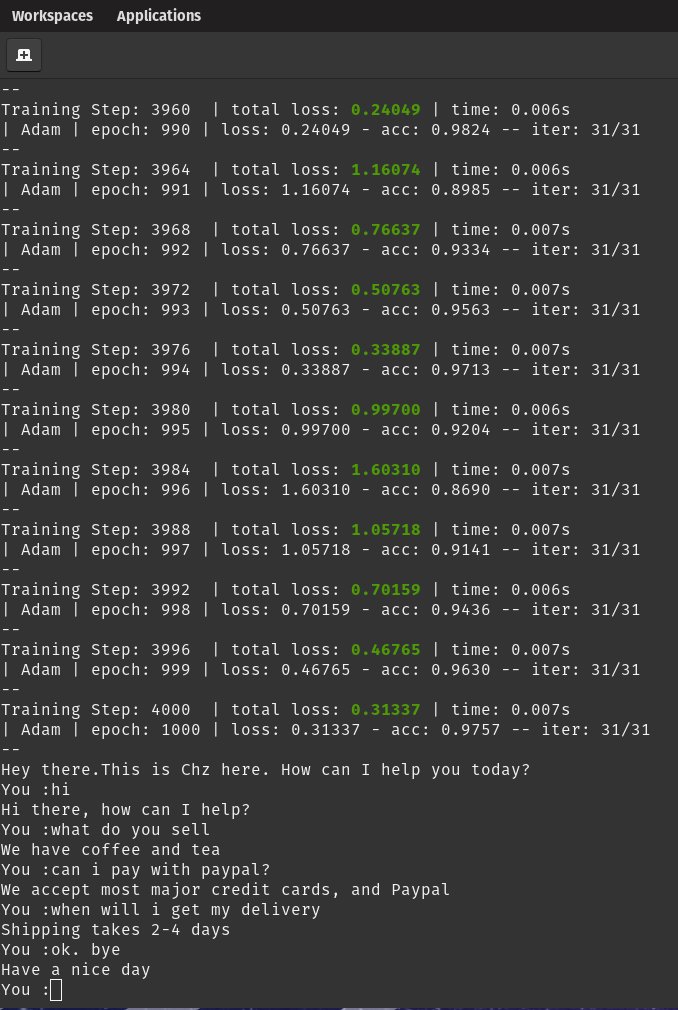 Workspaces Applications
--
Training Step: 3960 | total loss: 0.24049 | time: 0.006s
| Adam | epoch: 990 | loss: 0.24049 - acc: 0.9824 -- iter: 31/31
--
Training Step: 3964 | total loss: 1.16074 | time: 0.006s
| Adam | epoch: 991 | loss: 1.16074 - acc: 0.8985 -- iter: 31/31
--
Training Step: 3968 | total loss: 0.76637 | time: 0.007s
| Adam | epoch: 992 | loss: 0.76637 - acc: 0.9334 -- iter: 31/31
--
Training Step: 3972 | total loss: 0.50763 | time: 0.007s
| Adam | epoch: 993 | loss: 0.50763 - acc: 0.9563 -- iter: 31/31
--
Training Step: 3976 | total loss: 0.33887 | time: 0.007s
| Adam | epoch: 994 | loss: 0.33887 - acc: 0.9713 -- iter: 31/31
--
Training Step: 3980 | total loss: 0.99700 | time: 0.006s
| Adam | epoch: 995 | loss: 0.99700 - acc: 0.9204 -- iter: 31/31
--
Training Step: 3984 | total loss: 1.60310 | time: 0.007s
| Adam | epoch: 996 | loss: 1.60310 - acc: 0.8690 -- iter: 31/31
--
Training Step: 3988 | total loss: 1.05718 | time: 0.007s
| Adam | epoch: 997 | loss: 1.05718 - acc: 0.9141 -- iter: 31/31
--
Training Step: 3992 | total loss: 0.70159 | time: 0.006s
| Adam | epoch: 998 | loss: 0.70159 - acc: 0.9436 -- iter: 31/31
--
Training Step: 3996 | total loss: 0.46765 | time: 0.007s
| Adam | epoch: 999 | loss: 0.46765 - acc: 0.9630 -- iter: 31/31
--
Training Step: 4000 | total loss: 0.31337 | time: 0.007s
| Adam | epoch: 1000 | loss: 0.31337 - acc: 0.9757 -- iter: 31/31
--
Hey there.This is Chz here. How can I help you today?
You :hi
Hi there, how can I help?
You :what do you sell
We have coffee and tea
You :can i pay with paypal?
We accept most major credit cards, and Paypal
You :when will i get my delivery
Shipping takes 2-4 days
You :ok. bye
Have a nice day
You :